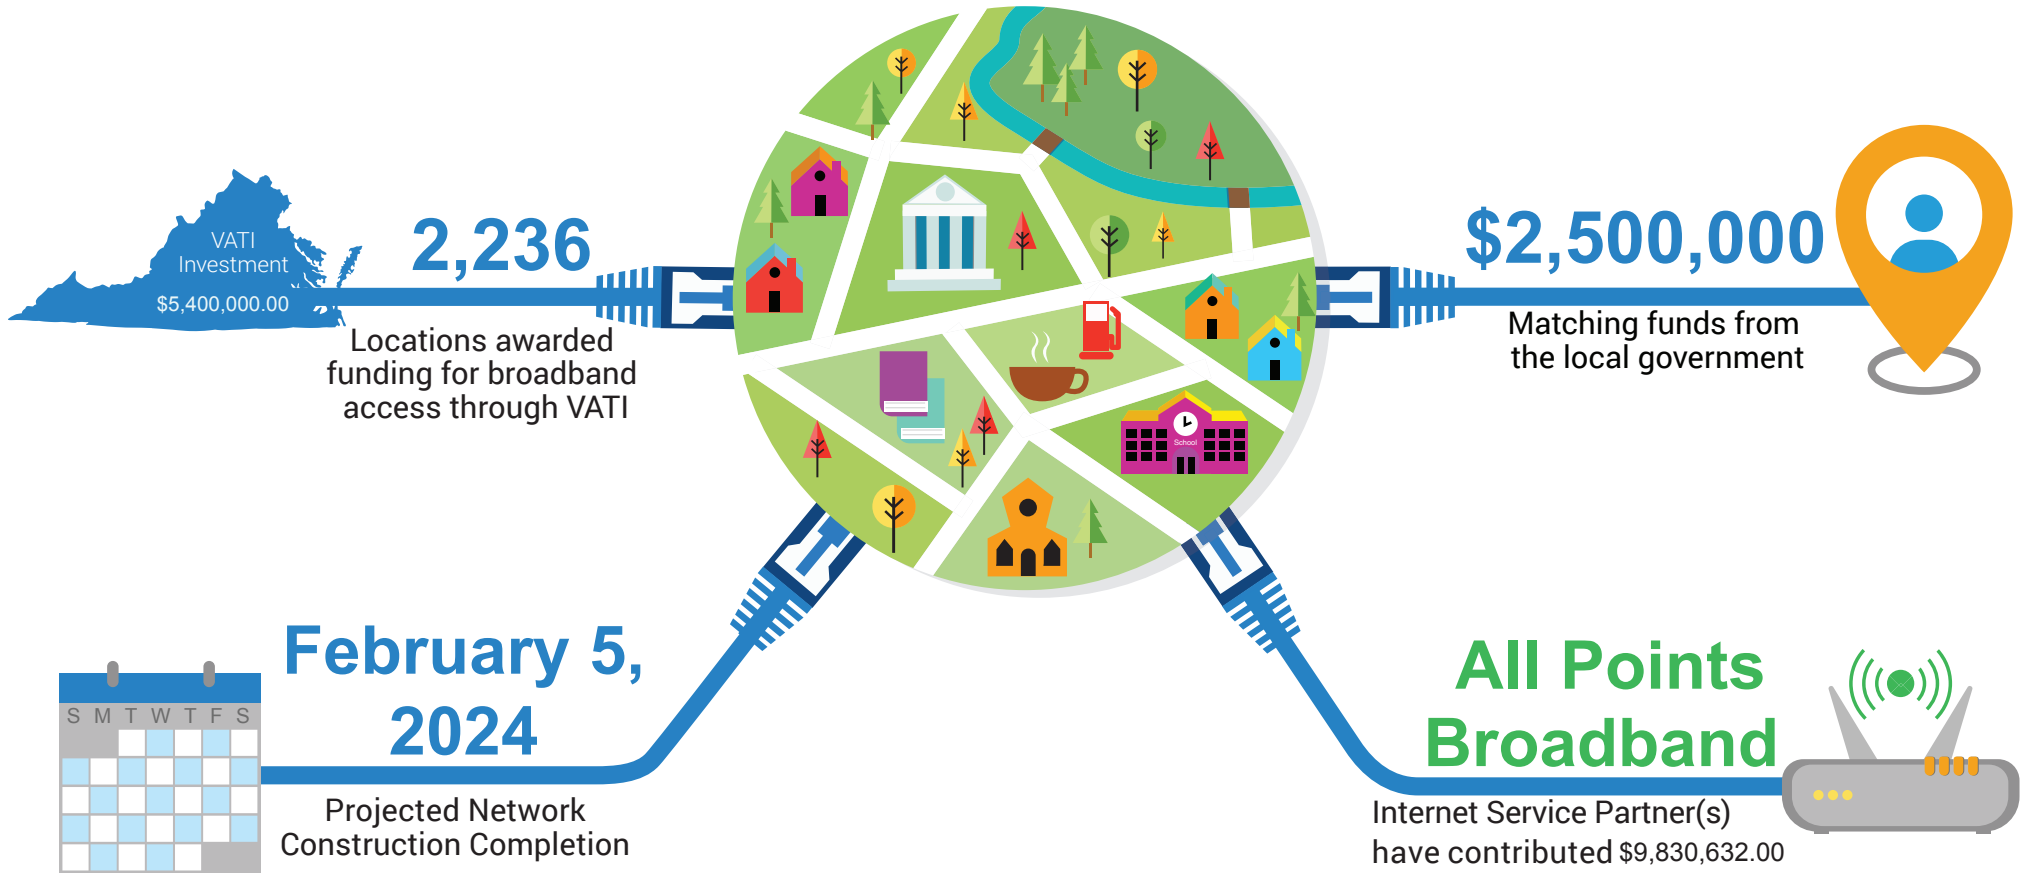 VATI
Investment
$5,400,000.00
2,236
Locations awarded
funding for broadband
access through VATI
$2,500,000
Matching funds from
the local government
School
February 5,
2024
S M T W T F S
Projected Network
Construction Completion
All Points
Broadband
Internet Service Partner(s)
have contributed $9,830,632.00